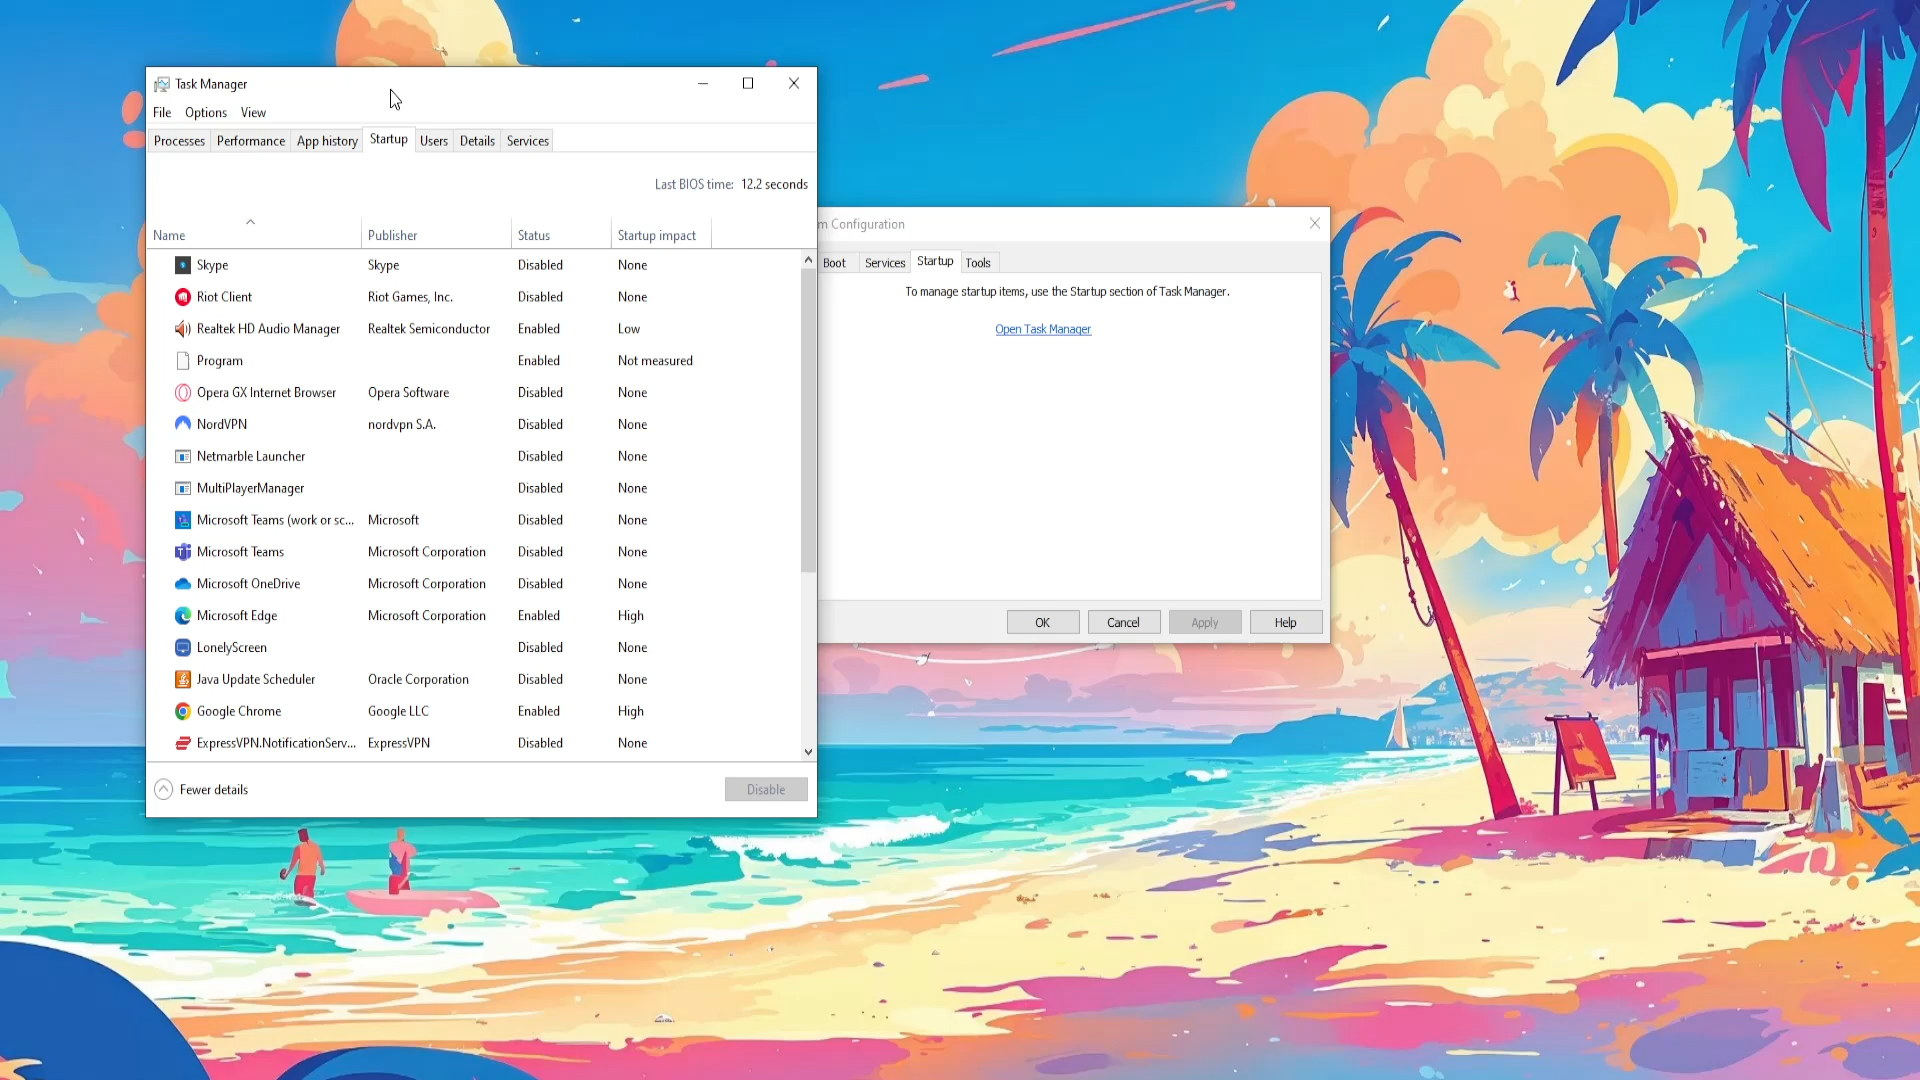 Task Manager
File Options View
Processes Performance App history Startup Users Details Services
Last BIOS time: 12.2 seconds
Name Publisher Status Startup impact
Skype Skype Disabled None
Riot Client Riot Games, Inc. Disabled None
Realtek HD Audio Manager Realtek Semiconductor Enabled Low
Program Enabled Not measured
Opera GX Internet Browser Opera Software Disabled None
NordVPN nordvpn S.A. Disabled None
Netmarble Launcher Disabled None
MultiPlayerManager Disabled None
Microsoft Teams (work or sc... Microsoft Disabled None
Microsoft Teams Microsoft Corporation Disabled None
Microsoft OneDrive Microsoft Corporation Disabled None
Microsoft Edge Microsoft Corporation Enabled High
LonelyScreen Disabled None
Java Update Scheduler Oracle Corporation Disabled None
Google Chrome Google LLC Enabled High
ExpressVPN.NotificationServ... ExpressVPN Disabled None
Fewer details Disable
m Configuration
Boot Services Startup Tools
To manage startup items, use the Startup section of Task Manager.
Open Task Manager
OK Cancel Apply Help